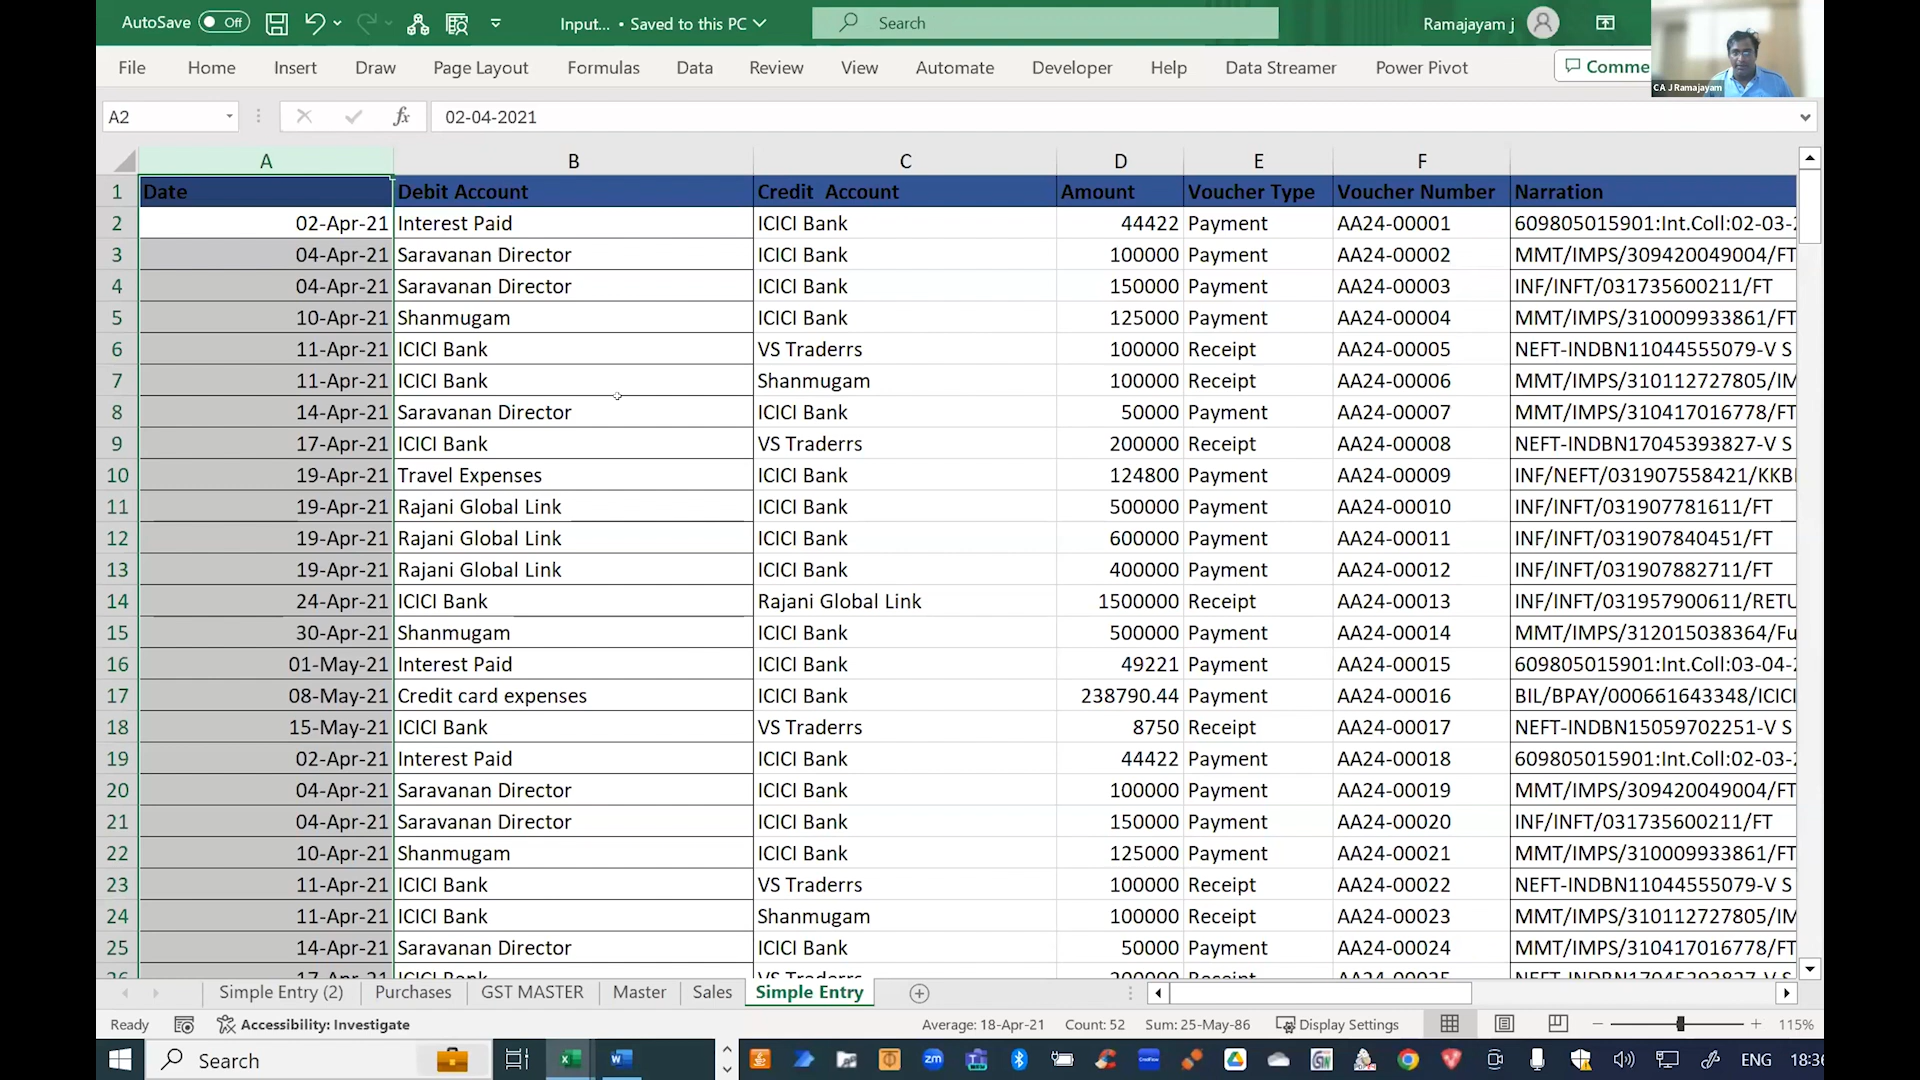 AutoSave Off Input... • Saved to this PC Search Ramajayam j
File Home Insert Draw Page Layout Formulas Data Review View Automate Developer Help Data Streamer Power Pivot Comme
CA J Ramajayam
A2 fx 02-04-2021
A B C D E F
1 Date Debit Account Credit Account Amount Voucher Type Voucher Number Narration
2 02-Apr-21 Interest Paid ICICI Bank 44422 Payment AA24-00001 609805015901:Int.Coll:02-03-
3 04-Apr-21 Saravanan Director ICICI Bank 100000 Payment AA24-00002 MMT/IMPS/309420049004/FT
4 04-Apr-21 Saravanan Director ICICI Bank 150000 Payment AA24-00003 INF/INFT/031735600211/FT
5 10-Apr-21 Shanmugam ICICI Bank 125000 Payment AA24-00004 MMT/IMPS/310009933861/FT
6 11-Apr-21 ICICI Bank VS Traderrs 100000 Receipt AA24-00005 NEFT-INDBN11044555079-V S
7 11-Apr-21 ICICI Bank Shanmugam 100000 Receipt AA24-00006 MMT/IMPS/310112727805/IM
8 14-Apr-21 Saravanan Director ICICI Bank 50000 Payment AA24-00007 MMT/IMPS/310417016778/FT
9 17-Apr-21 ICICI Bank VS Traderrs 200000 Receipt AA24-00008 NEFT-INDBN17045393827-V S
10 19-Apr-21 Travel Expenses ICICI Bank 124800 Payment AA24-00009 INF/NEFT/031907558421/KKB
11 19-Apr-21 Rajani Global Link ICICI Bank 500000 Payment AA24-00010 INF/INFT/031907781611/FT
12 19-Apr-21 Rajani Global Link ICICI Bank 600000 Payment AA24-00011 INF/INFT/031907840451/FT
13 19-Apr-21 Rajani Global Link ICICI Bank 400000 Payment AA24-00012 INF/INFT/031907882711/FT
14 24-Apr-21 ICICI Bank Rajani Global Link 1500000 Receipt AA24-00013 INF/INFT/031957900611/RETU
15 30-Apr-21 Shanmugam ICICI Bank 500000 Payment AA24-00014 MMT/IMPS/312015038364/Fu
16 01-May-21 Interest Paid ICICI Bank 49221 Payment AA24-00015 609805015901:Int.Coll:03-04-
17 08-May-21 Credit card expenses ICICI Bank 238790.44 Payment AA24-00016 BIL/BPAY/000661643348/ICICI
18 15-May-21 ICICI Bank VS Traderrs 8750 Receipt AA24-00017 NEFT-INDBN15059702251-V S
19 02-Apr-21 Interest Paid ICICI Bank 44422 Payment AA24-00018 609805015901:Int.Coll:02-03-
20 04-Apr-21 Saravanan Director ICICI Bank 100000 Payment AA24-00019 MMT/IMPS/309420049004/FT
21 04-Apr-21 Saravanan Director ICICI Bank 150000 Payment AA24-00020 INF/INFT/031735600211/FT
22 10-Apr-21 Shanmugam ICICI Bank 125000 Payment AA24-00021 MMT/IMPS/310009933861/FT
23 11-Apr-21 ICICI Bank VS Traderrs 100000 Receipt AA24-00022 NEFT-INDBN11044555079-V S
24 11-Apr-21 ICICI Bank Shanmugam 100000 Receipt AA24-00023 MMT/IMPS/310112727805/IM
25 14-Apr-21 Saravanan Director ICICI Bank 50000 Payment AA24-00024 MMT/IMPS/310417016778/FT
Simple Entry (2) Purchases GST MASTER Master Sales Simple Entry
Ready Accessibility: Investigate Average: 18-Apr-21 Count: 52 Sum: 25-May-86 Display Settings 115%
Search ENG 18:36